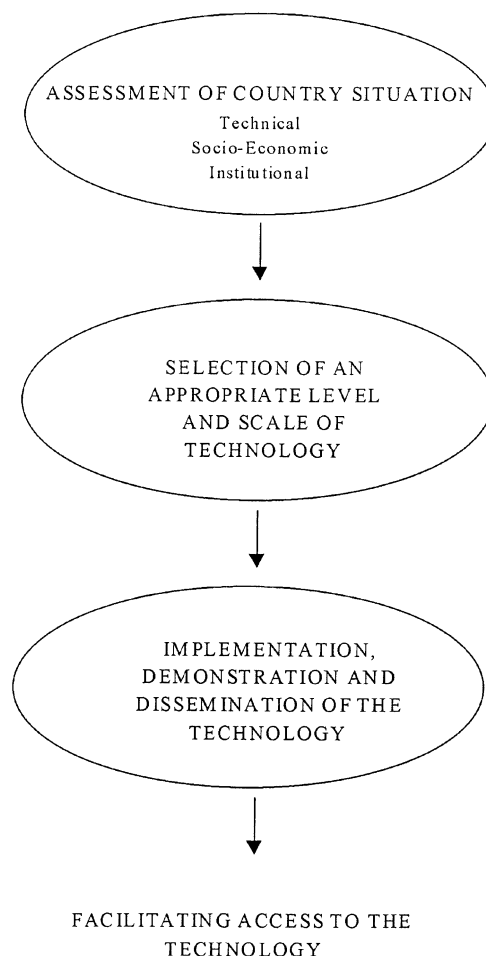 ASSESSMENT OF COUNTRY SITUATION
Technical
Socio-Economic
Institutional
SELECTION OF AN
APPROPRIATE LEVEL
AND SCALE OF
TECHNOLOGY
IMPLEMENTATION,
DEMONSTRATION AND
DISSEMINATION OF THE
TECHNOLOGY
FACILITATING ACCESS TO THE
TECHNOLOGY